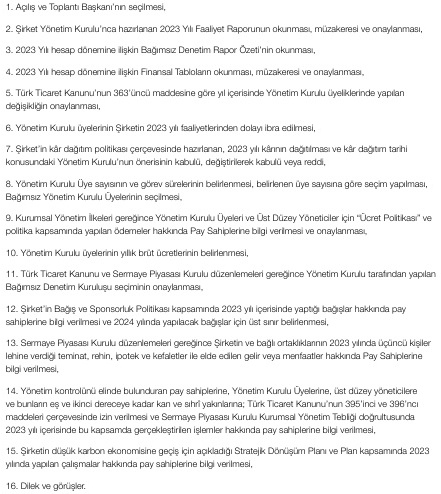 1. Açılış ve Toplantı Başkanı'nın seçilmesi,
2. Şirket Yönetim Kurulu'nca hazırlanan 2023 Yılı Faaliyet Raporunun okunması, müzakeresi ve onaylanması,
3. 2023 Yılı hesap dönemine ilişkin Bağımsız Denetim Rapor Özeti'nin okunması,
4. 2023 Yılı hesap dönemine ilişkin Finansal Tabloların okunması, müzakeresi ve onaylanması,
5. Türk Ticaret Kanunu'nun 363'üncü maddesine göre yıl içerisinde Yönetim Kurulu üyeliklerinde yapılan
değişikliğin onaylanması,
6. Yönetim Kurulu üyelerinin Şirketin 2023 yılı faaliyetlerinden dolayı ibra edilmesi,
7. Şirket'in kâr dağıtım politikası çerçevesinde hazırlanan, 2023 yılı kârının dağıtılması ve kâr dağıtım tarihi
konusundaki Yönetim Kurulu'nun önerisinin kabulü, değiştirilerek kabulü veya reddi,
8. Yönetim Kurulu Üye sayısının ve görev sürelerinin belirlenmesi, belirlenen üye sayısına göre seçim yapılması,
Bağımsız Yönetim Kurulu Üyelerinin seçilmesi,
9. Kurumsal Yönetim İlkeleri gereğince Yönetim Kurulu Üyeleri ve Üst Düzey Yöneticiler için "Ücret Politikası" ve
politika kapsamında yapılan ödemeler hakkında Pay Sahiplerine bilgi verilmesi ve onaylanması,
10. Yönetim Kurulu üyelerinin yıllık brüt ücretlerinin belirlenmesi,
11. Türk Ticaret Kanunu ve Sermaye Piyasası Kurulu düzenlemeleri gereğince Yönetim Kurulu tarafından yapılan
Bağımsız Denetim Kuruluşu seçiminin onaylanması,
12. Şirket'in Bağış ve Sponsorluk Politikası kapsamında 2023 yılı içerisinde yaptığı bağışlar hakkında pay
sahiplerine bilgi verilmesi ve 2024 yılında yapılacak bağışlar için üst sınır belirlenmesi,
13. Sermaye Piyasası Kurulu düzenlemeleri gereğince Şirketin ve bağlı ortaklıklarının 2023 yılında üçüncü kişiler
lehine verdiği teminat, rehin, ipotek ve kefaletler ile elde edilen gelir veya menfaatler hakkında Pay Sahiplerine
bilgi verilmesi,
14. Yönetim kontrolünü elinde bulunduran pay sahiplerine, Yönetim Kurulu Üyelerine, üst düzey yöneticilere
ve bunların eş ve ikinci dereceye kadar kan ve sıhrî yakınlarına; Türk Ticaret Kanunu'nun 395'inci ve 396'ncı
maddeleri çerçevesinde izin verilmesi ve Sermaye Piyasası Kurulu Kurumsal Yönetim Tebliği doğrultusunda
2023 yılı içerisinde bu kapsamda gerçekleştirilen işlemler hakkında pay sahiplerine bilgi verilmesi,
15. Şirketin düşük karbon ekonomisine geçiş için açıkladığı Stratejik Dönüşüm Planı ve Plan kapsamında 2023
yılında yapılan çalışmalar hakkında pay sahiplerine bilgi verilmesi,
16. Dilek ve görüşler.